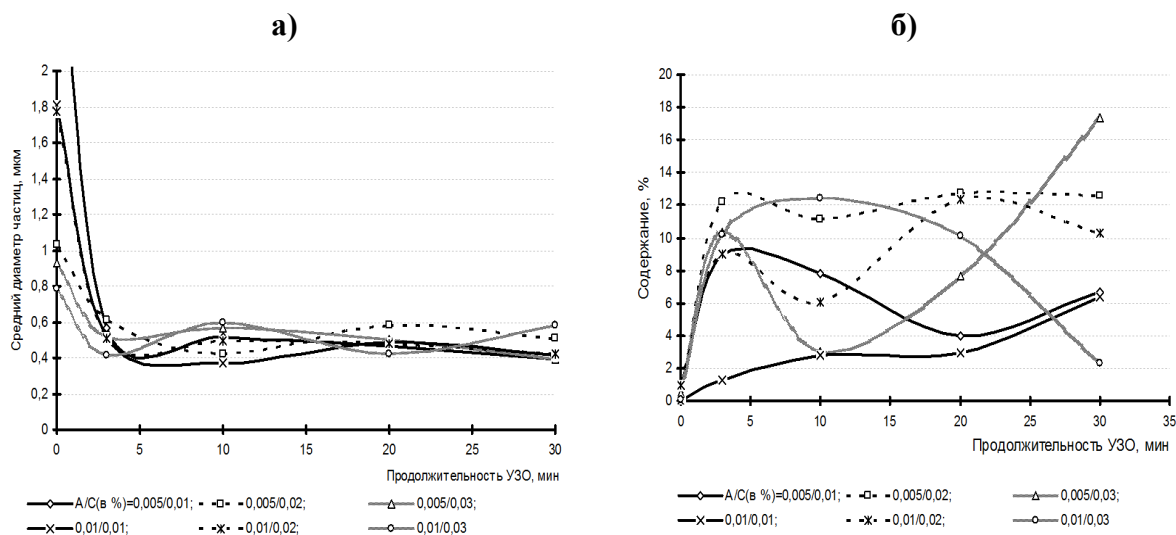 а)
Средний диаметр частиц, мкм
2
1,8
1,6
1,4
1,2
1
0,8
0,6
0,4
0,2
0
0 5 10 15 20 25 30
Продолжительность УЗО, мин
А/С(в %)=0,005/0,01; 0,005/0,02; 0,005/0,03;
0,01/0,01; 0,01/0,02; 0,01/0,03
б)
Содержание, %
20
18
16
14
12
10
8
6
4
2
0
0 5 10 15 20 25 30 35
Продолжительность УЗО, мин
А/С(в %)=0,005/0,01; 0,005/0,02; 0,005/0,03;
0,01/0,01; 0,01/0,02; 0,01/0,03